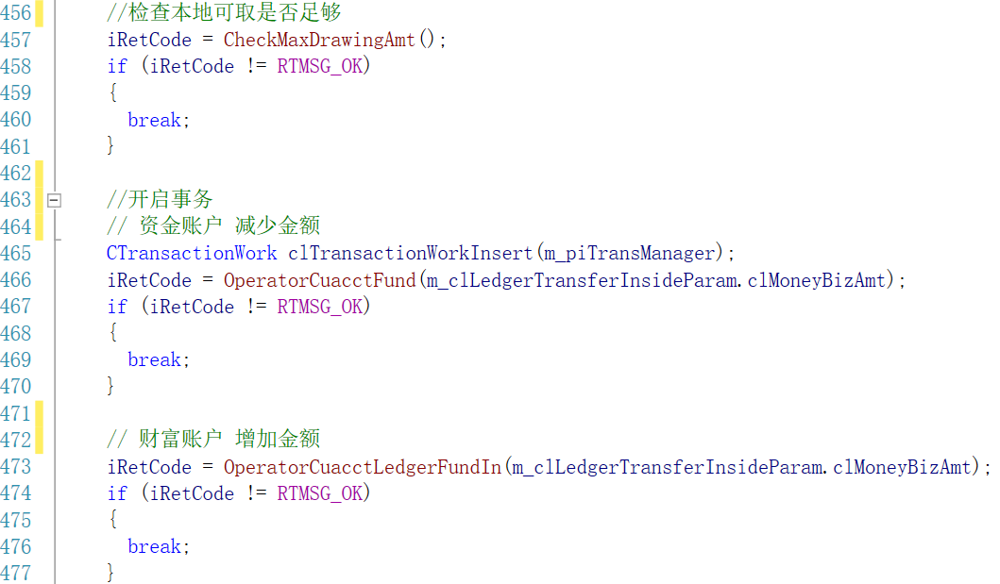 456 //检查本地可取是否足够
457 iRetCode = CheckMaxDrawingAmt();
458 if (iRetCode != RTMSG_OK)
459 {
460 break;
461 }
462
463 //开启事务
464 // 资金账户 减少金额
465 CTransactionWork clTransactionWorkInsert(m_piTransManager);
466 iRetCode = OperatorCuacctFund(m_clLedgerTransferInsideParam.clMoneyBizAmt);
467 if (iRetCode != RTMSG_OK)
468 {
469 break;
470 }
471
472 // 财富账户 增加金额
473 iRetCode = OperatorCuacctLedgerFundIn(m_clLedgerTransferInsideParam.clMoneyBizAmt);
474 if (iRetCode != RTMSG_OK)
475 {
476 break;
477 }